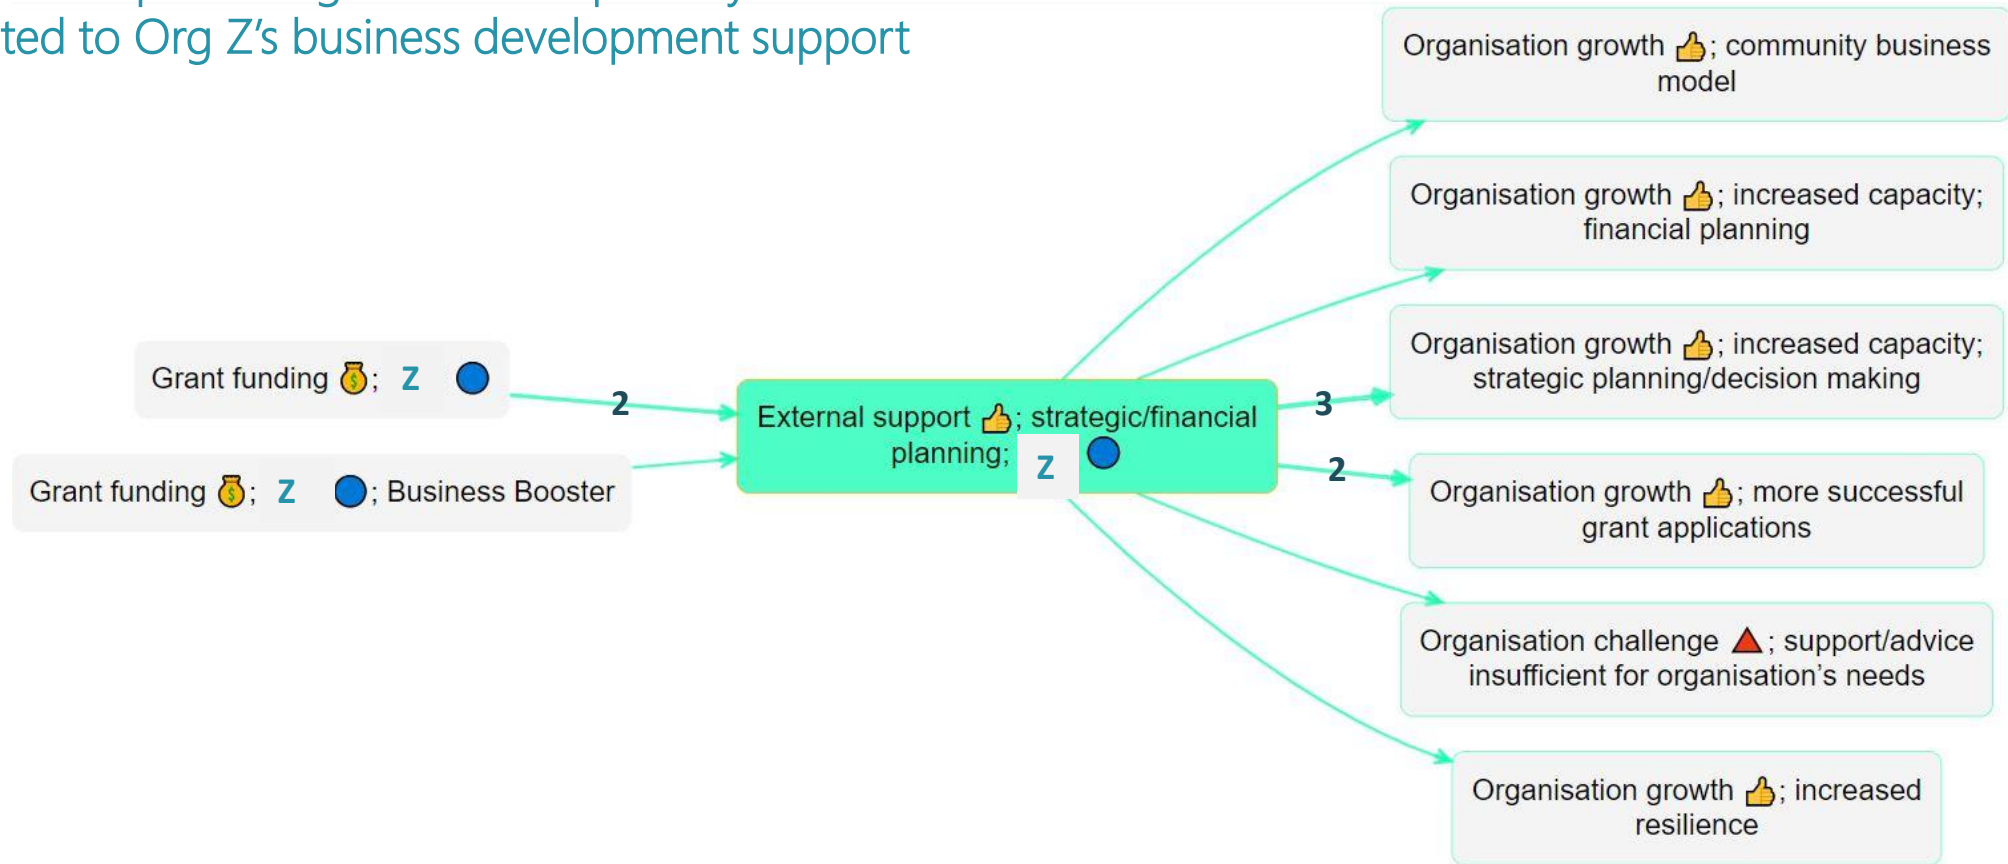 ted to Org Z's business development support
Organisation growth 👍; community business
model
Organisation growth 👍; increased capacity;
financial planning
Organisation growth 👍; increased capacity;
strategic planning/decision making
Grant funding 💰; Z 🔵
2
External support 👍; strategic/financial
planning; Z 🔵
3
Grant funding 💰; Z 🔵; Business Booster
2
Organisation growth 👍; more successful
grant applications
Organisation challenge 🔺; support/advice
insufficient for organisation’s needs
Organisation growth 👍; increased
resilience